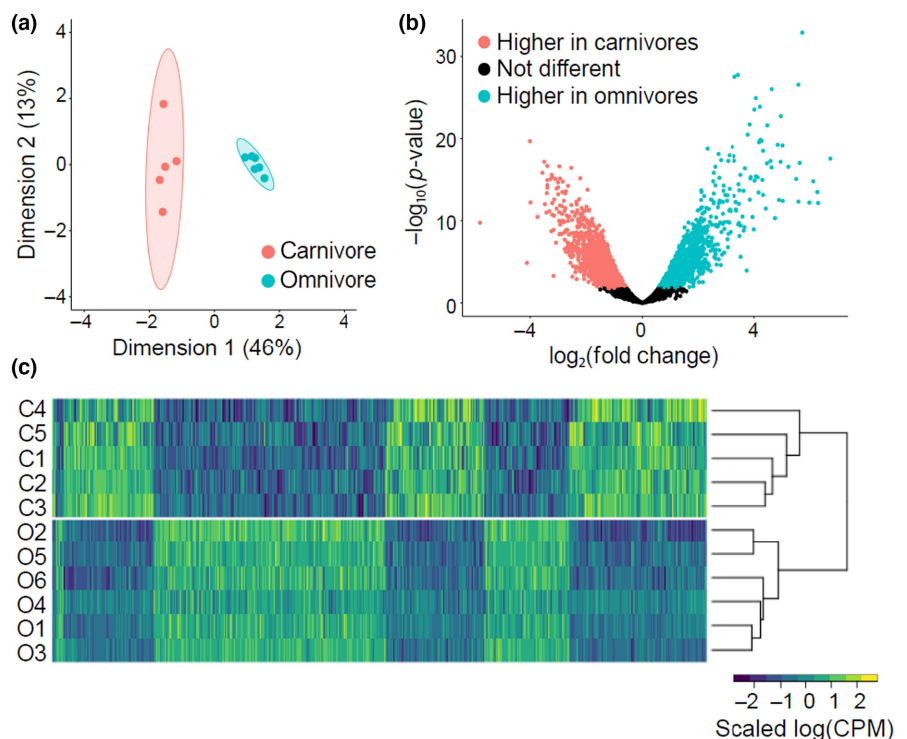 (a)
4
2
0
−2
−4
Dimension 2 (13%)
Carnivore
Omnivore
−4 −2 0 2 4
Dimension 1 (46%)
(b)
30
20
10
0
−log₁₀(p-value)
Higher in carnivores
Not different
Higher in omnivores
−4 0 4
log₂(fold change)
(c)
C4
C5
C1
C2
C3
O2
O5
O6
O4
O1
O3
−2 −1 0 1 2
Scaled log(CPM)